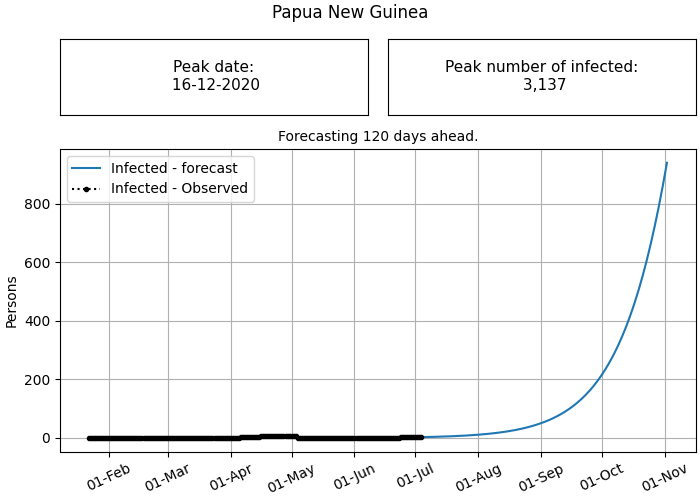 Papua New Guinea
Peak date:
16-12-2020
Peak number of infected:
3,137
Forecasting 120 days ahead.
Infected - forecast
Infected - Observed
Persons
800
600
400
200
0
01-Feb
01-Mar
01-Apr
01-May
01-Jun
01-Jul
01-Aug
01-Sep
01-Oct
01-Nov